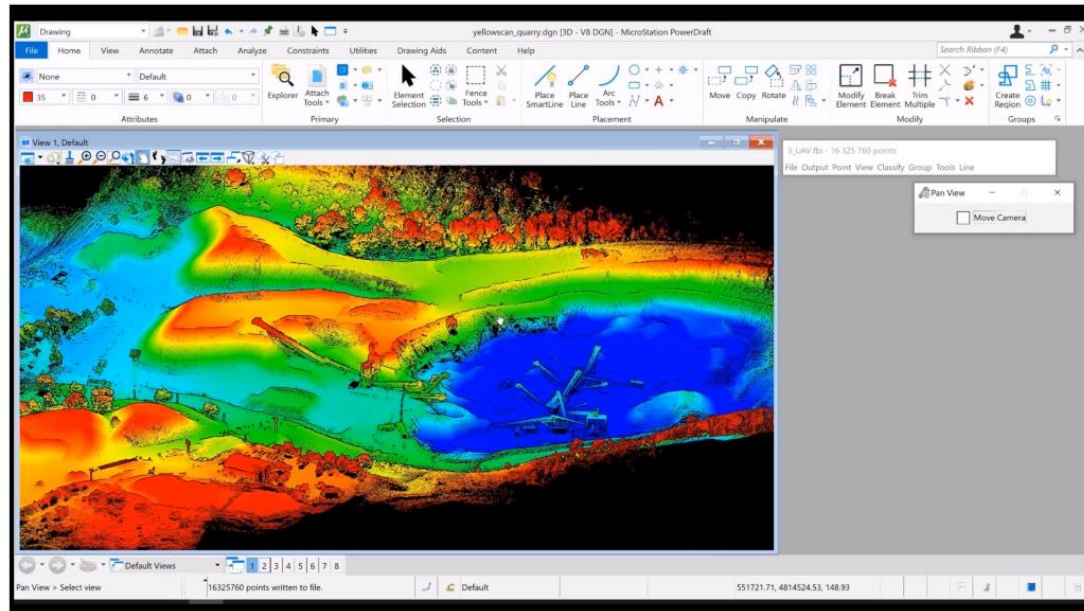 Drawing
yellowscan_quarry.dgn [3D - V8 DGN] - MicroStation PowerDraft
File Home View Annotate Attach Analyze Constraints Utilities Drawing Aids Content Help
Search Ribbon (F4)
None Default
35 0 6 0 0
Explorer Attach Tools
Element Selection Fence Tools
Place SmartLine Place Line Arc Tools
Move Copy Rotate
Modify Element Break Element Trim Multiple
Create Region
Attributes Primary Selection Placement Manipulate Modify Groups
View 1, Default
3_UAV.fbi - 16 325 760 points
File Output Point View Classify Group Tools Line
Pan View
Move Camera
Default Views 1 2 3 4 5 6 7 8
Pan View > Select view 16325760 points written to file. Default 551721.71, 4814524.53, 148.93